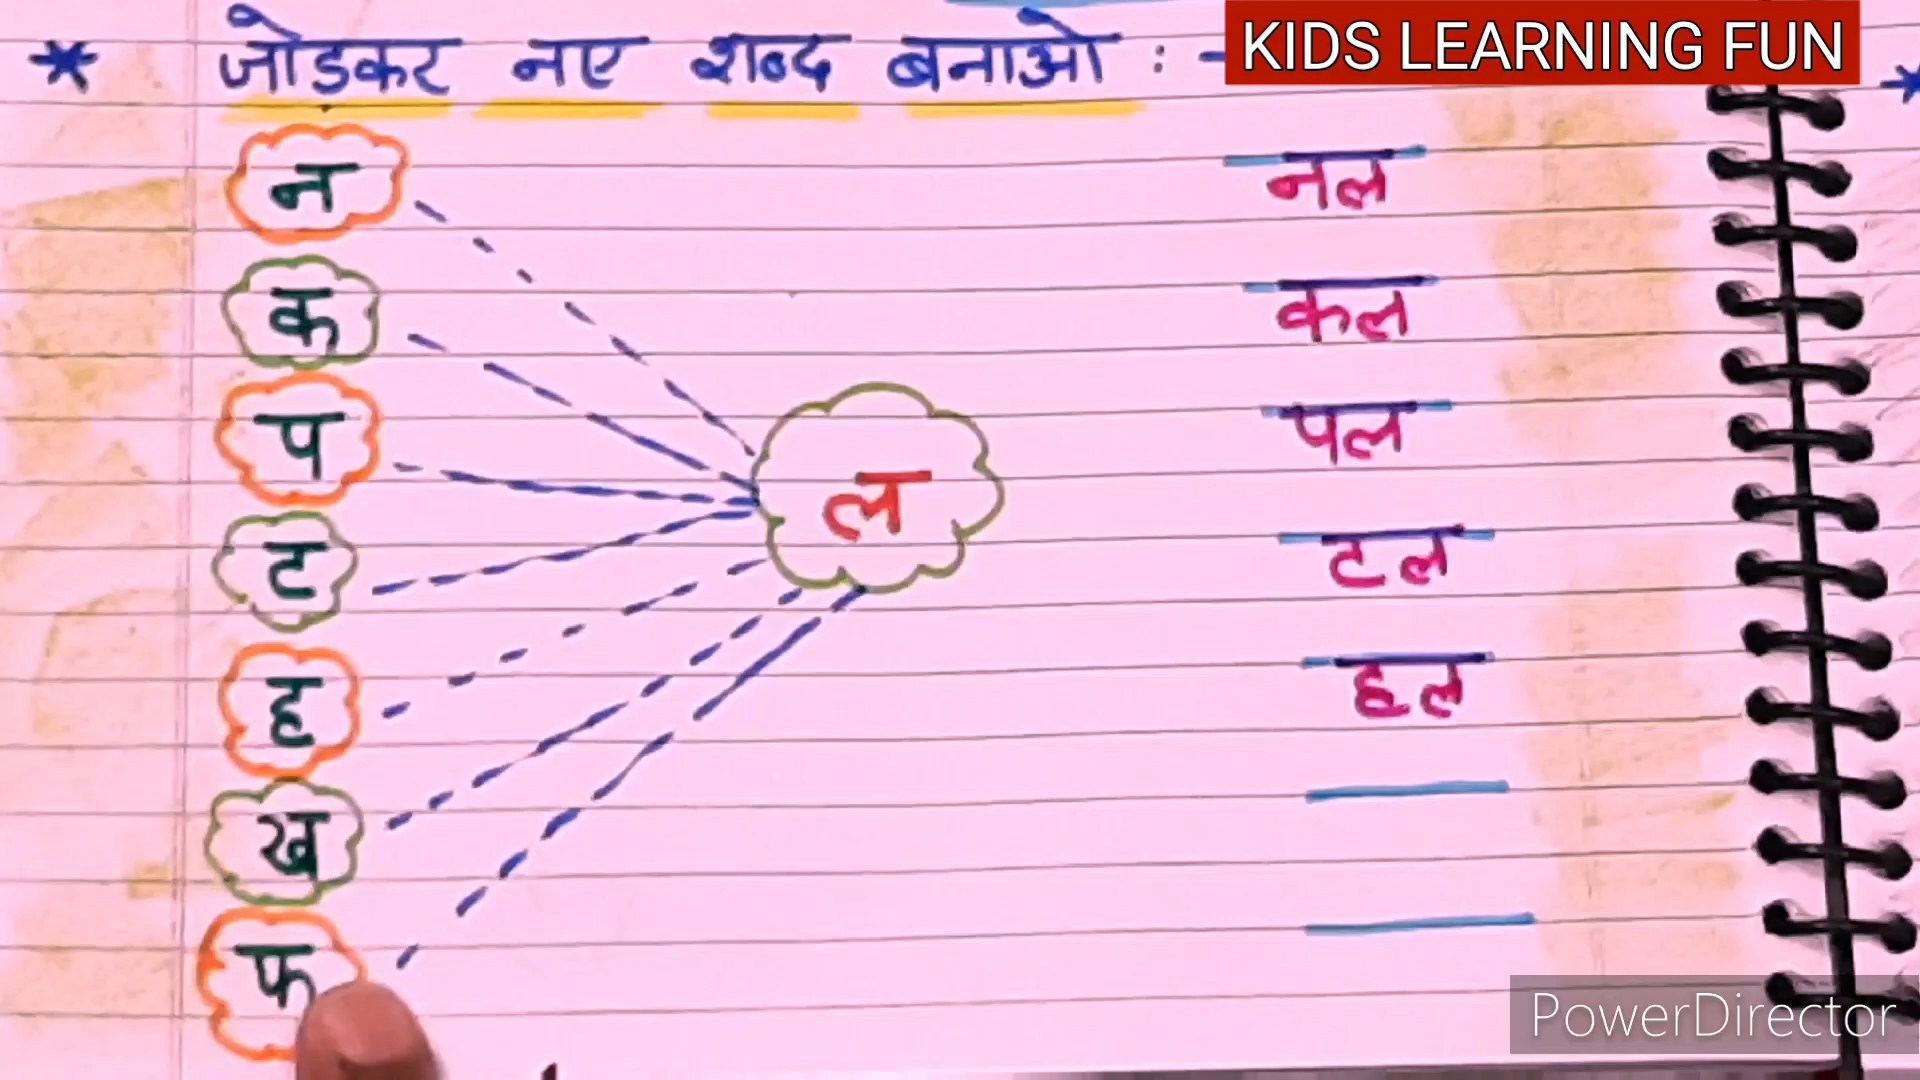 * जोडकर नए शब्द बनाओ :- KIDS LEARNING FUN
न
क
प
ट
ह
ख
फ
ल
नल
कल
पल
टल
हल
PowerDirector